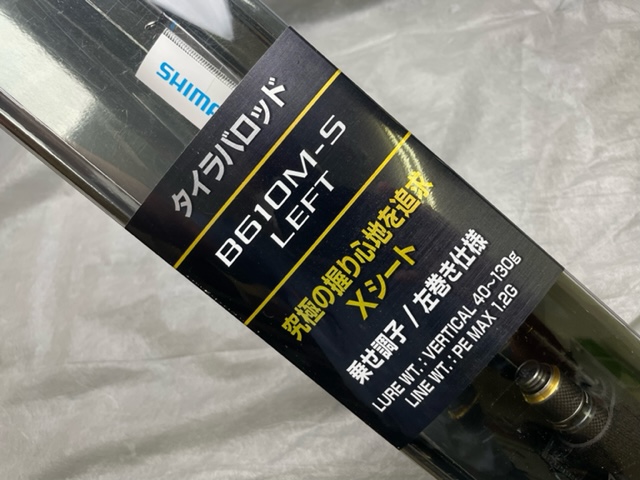 SHIMA
タイラバロッド
B610M-S
LEFT
究極の握り心地を追求
Xシート
乗せ調子 / 左巻き仕様
LURE WT.: VERTICAL 40~130g
LINE WT.: PE MAX 1.2G